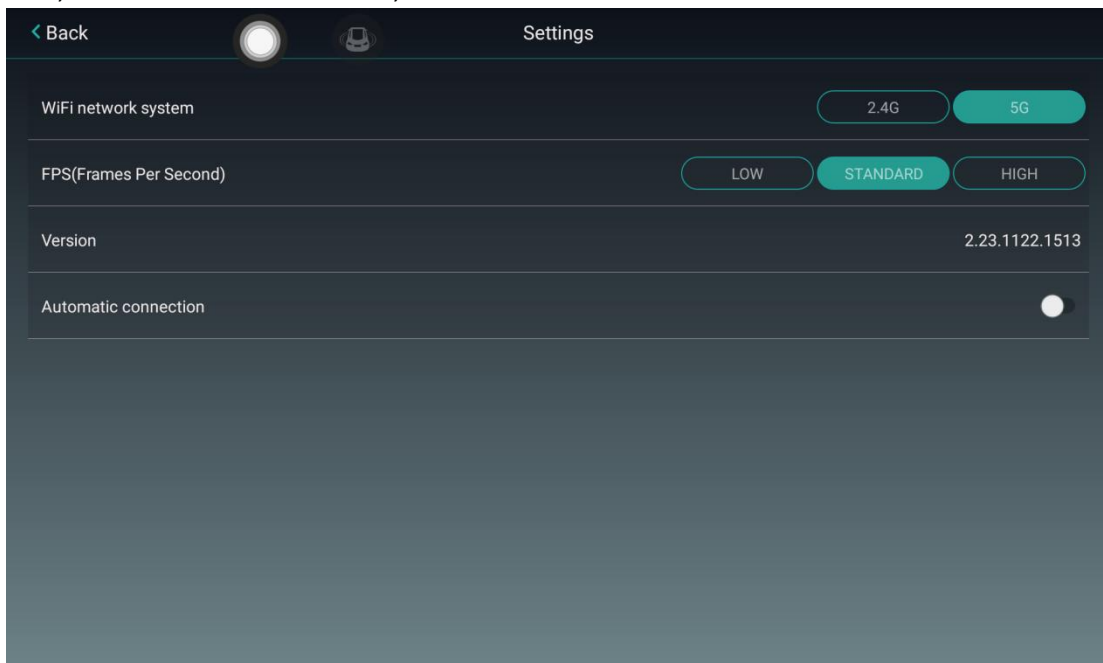 Back
Settings
WiFi network system
2.4G
5G
FPS(Frames Per Second)
LOW
STANDARD
HIGH
Version
2.23.1122.1513
Automatic connection